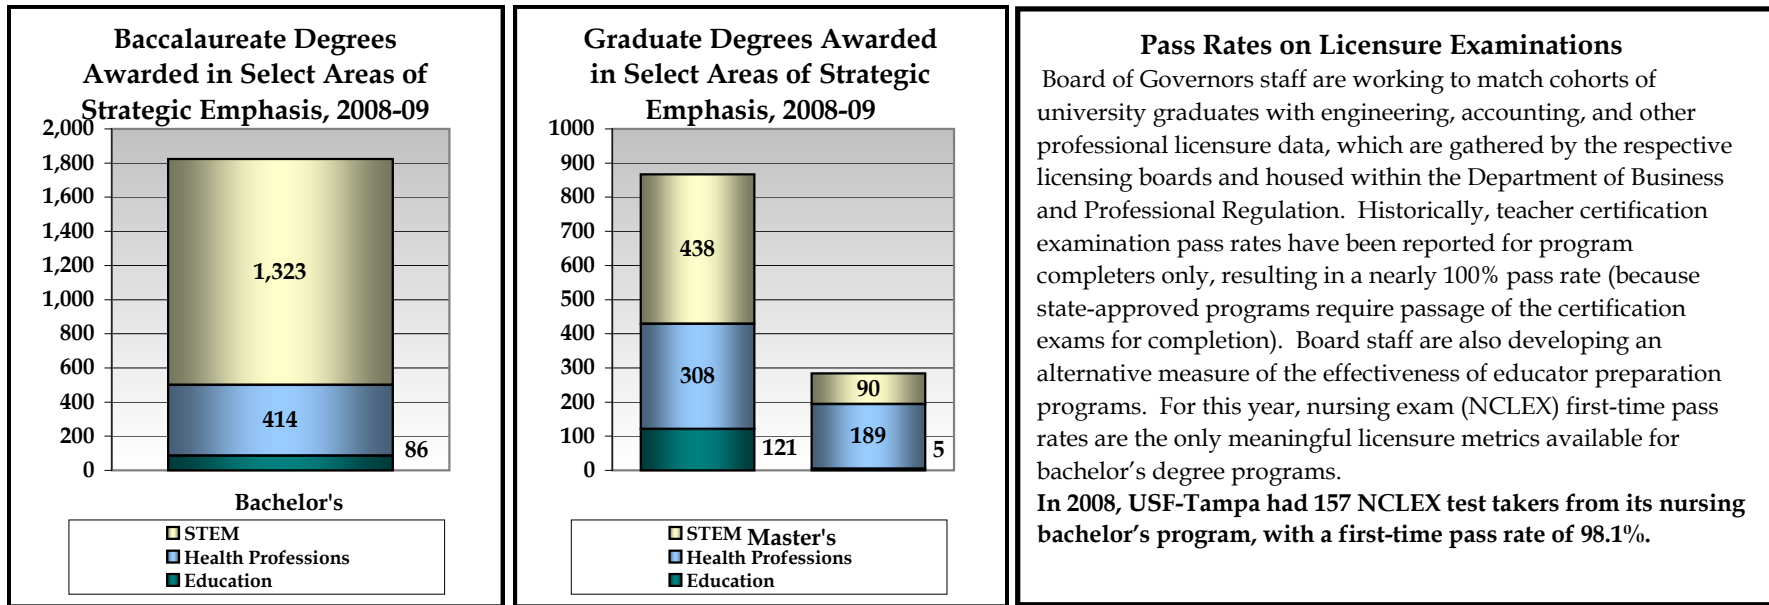 Baccalaureate Degrees
Awarded in Select Areas of
Strategic Emphasis, 2008-09
2,000
1,800
1,600
1,400
1,200
1,000
800
600
400
200
0
1,323
414
86
Bachelor's
STEM
Health Professions
Education
Graduate Degrees Awarded
in Select Areas of Strategic
Emphasis, 2008-09
1000
900
800
700
600
500
400
300
200
100
0
438
308
121
90
189
5
STEM Master's
Health Professions
Education
Pass Rates on Licensure Examinations
Board of Governors staff are working to match cohorts of
university graduates with engineering, accounting, and other
professional licensure data, which are gathered by the respective
licensing boards and housed within the Department of Business
and Professional Regulation.  Historically, teacher certification
examination pass rates have been reported for program
completers only, resulting in a nearly 100% pass rate (because
state-approved programs require passage of the certification
exams for completion).  Board staff are also developing an
alternative measure of the effectiveness of educator preparation
programs.  For this year, nursing exam (NCLEX) first-time pass
rates are the only meaningful licensure metrics available for
bachelor’s degree programs.
In 2008, USF-Tampa had 157 NCLEX test takers from its nursing
bachelor’s program, with a first-time pass rate of 98.1%.